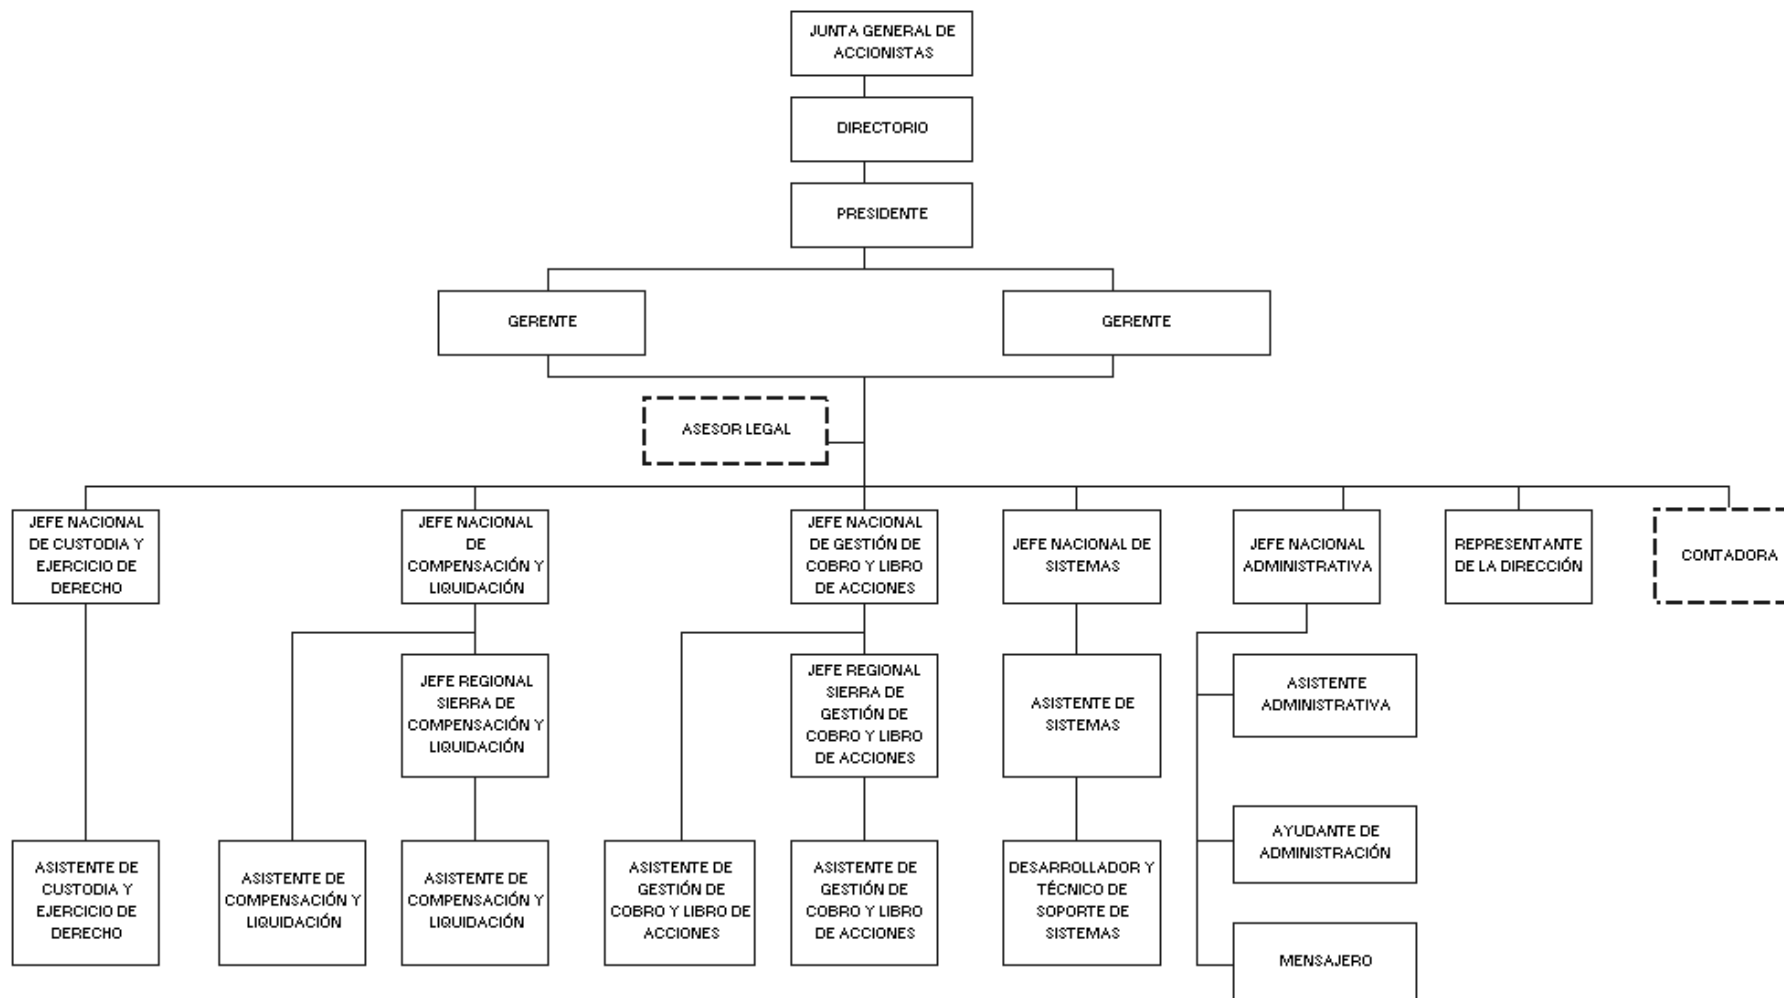 JUNTA GENERAL DE
ACCIONISTAS
DIRECTORIO
PRESIDENTE
GERENTE
GERENTE
ASESOR LEGAL
JEFE NACIONAL
DE CUSTODIA Y
EJERCICIO DE
DERECHO
JEFE NACIONAL
DE
COMPENSACIÓN Y
LIQUIDACIÓN
JEFE NACIONAL
DE GESTIÓN DE
COBRO Y LIBRO
DE ACCIONES
JEFE NACIONAL DE
SISTEMAS
JEFE NACIONAL
ADMINISTRATIVA
REPRESENTANTE
DE LA DIRECCIÓN
CONTADORA
JEFE REGIONAL
SIERRA DE
COMPENSACIÓN Y
LIQUIDACIÓN
JEFE REGIONAL
SIERRA DE
GESTIÓN DE
COBRO Y LIBRO
DE ACCIONES
ASISTENTE DE
SISTEMAS
ASISTENTE
ADMINISTRATIVA
AYUDANTE DE
ADMINISTRACIÓN
ASISTENTE DE
CUSTODIA Y
EJERCICIO DE
DERECHO
ASISTENTE DE
COMPENSACIÓN Y
LIQUIDACIÓN
ASISTENTE DE
COMPENSACIÓN Y
LIQUIDACIÓN
ASISTENTE DE
GESTIÓN DE
COBRO Y LIBRO DE
ACCIONES
ASISTENTE DE
GESTIÓN DE
COBRO Y LIBRO
DE ACCIONES
DESARROLLADOR Y
TÉCNICO DE
SOPORTE DE
SISTEMAS
MENSAJERO